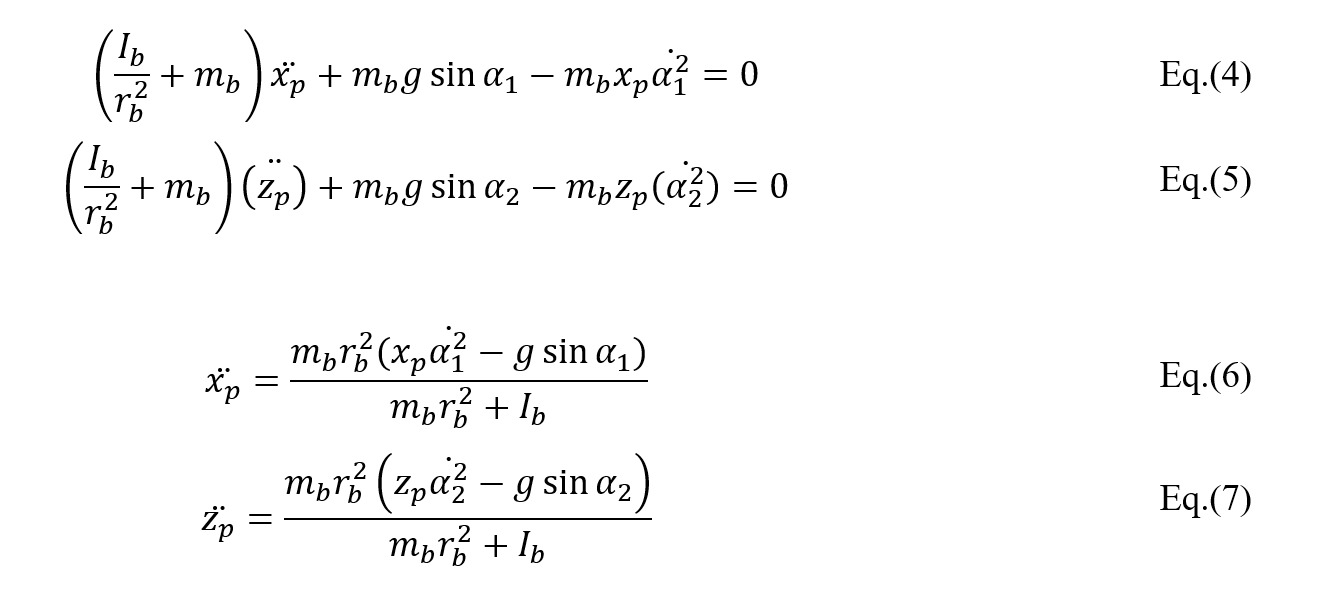 (I_b/r_b^2 + m_b) ẍ_p + m_b g sin α_1 − m_b x_p α̇_1^2 = 0 Eq.(4)
(I_b/r_b^2 + m_b) (z̈_p) + m_b g sin α_2 − m_b z_p (α̇_2^2) = 0 Eq.(5)
ẍ_p = m_b r_b^2 (x_p α̇_1^2 − g sin α_1) / m_b r_b^2 + I_b Eq.(6)
z̈_p = m_b r_b^2 (z_p α̇_2^2 − g sin α_2) / m_b r_b^2 + I_b Eq.(7)